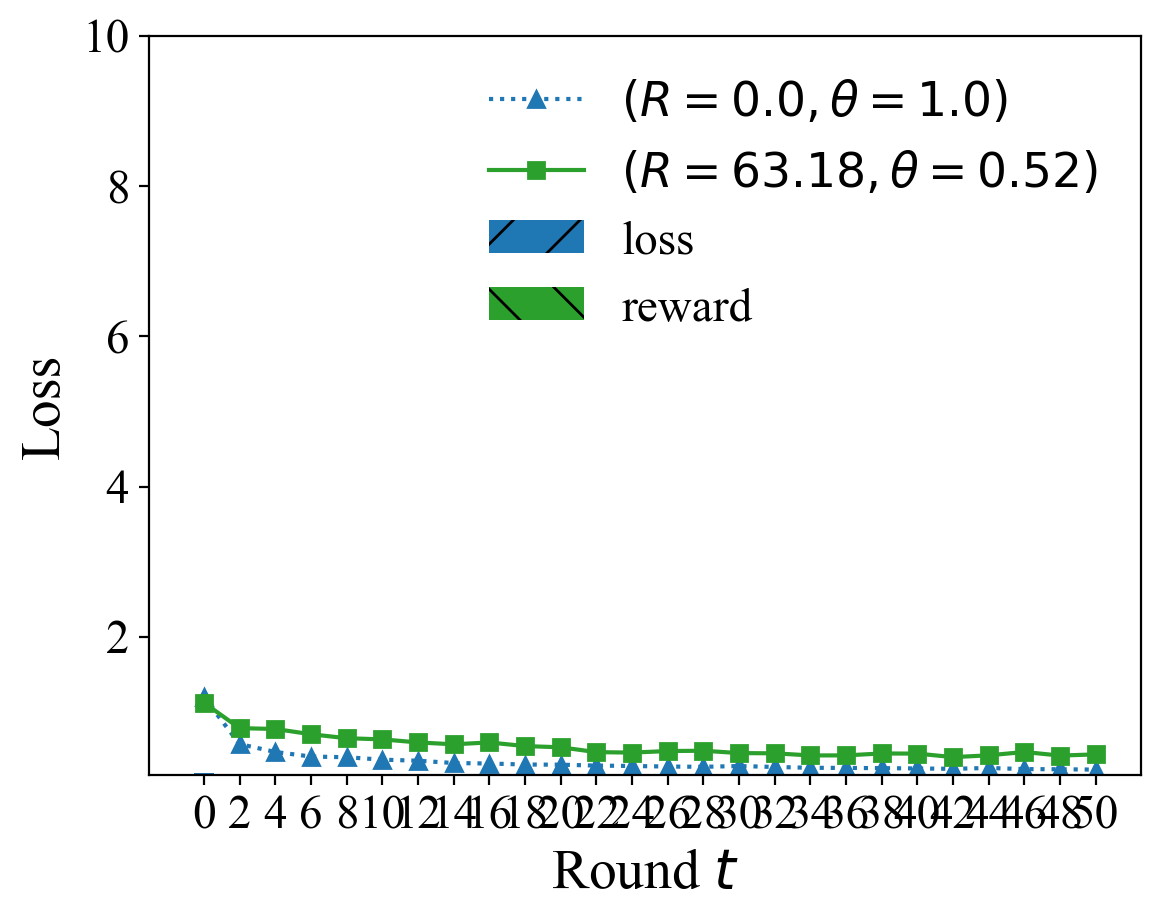 10
8
6
4
2
Loss
(R = 0.0, θ = 1.0)
(R = 63.18, θ = 0.52)
loss
reward
0 2 4 6 8 10 12 14 16 18 20 22 24 26 28 30 32 34 36 38 40 42 44 46 48 50
Round t